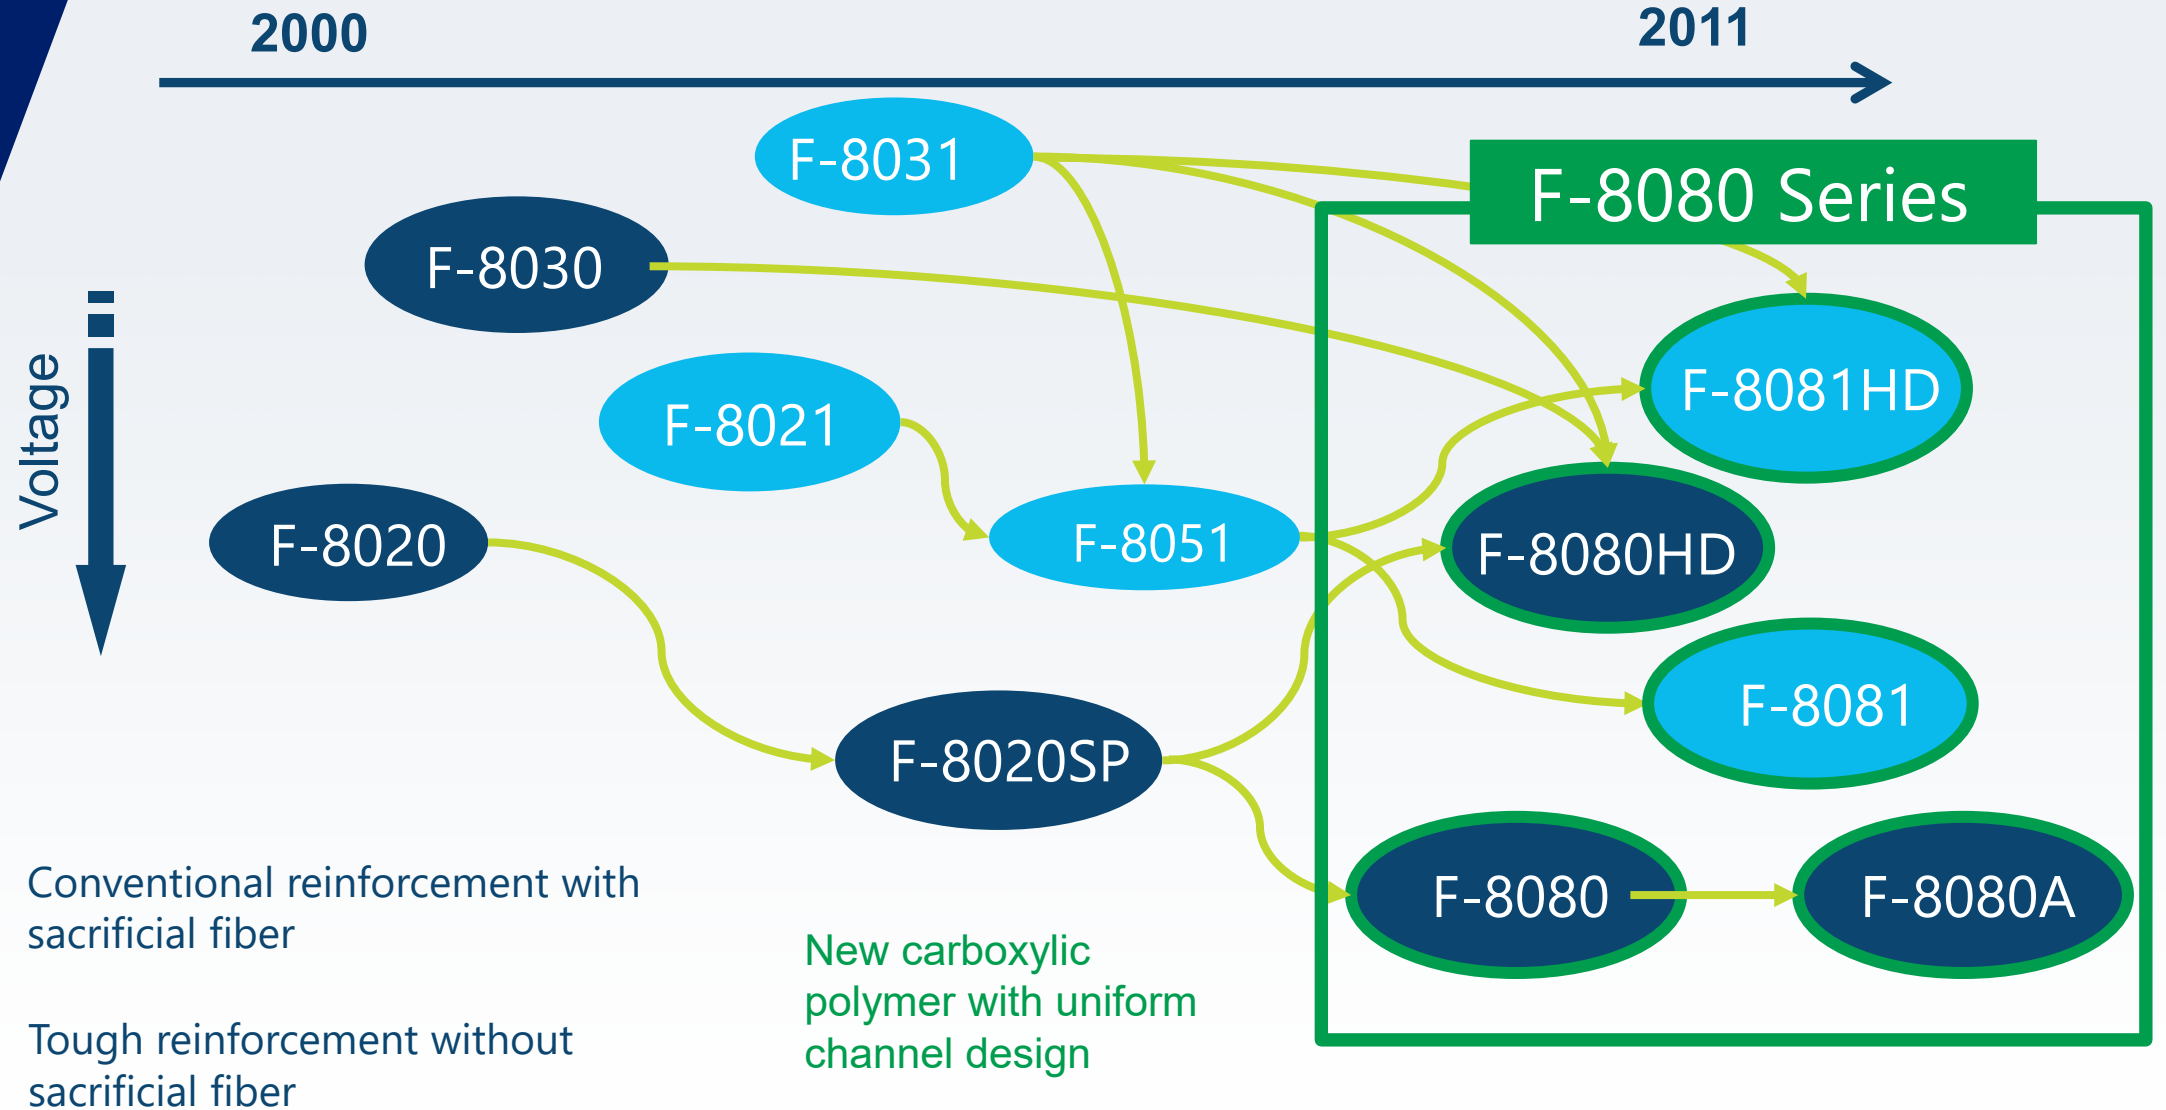 2000
2011
F-8031
F-8080 Series
F-8030
Voltage
F-8081HD
F-8021
F-8020
F-8051
F-8080HD
F-8081
F-8020SP
F-8080
F-8080A
Conventional reinforcement with
sacrificial fiber
New carboxylic
polymer with uniform
channel design
Tough reinforcement without
sacrificial fiber